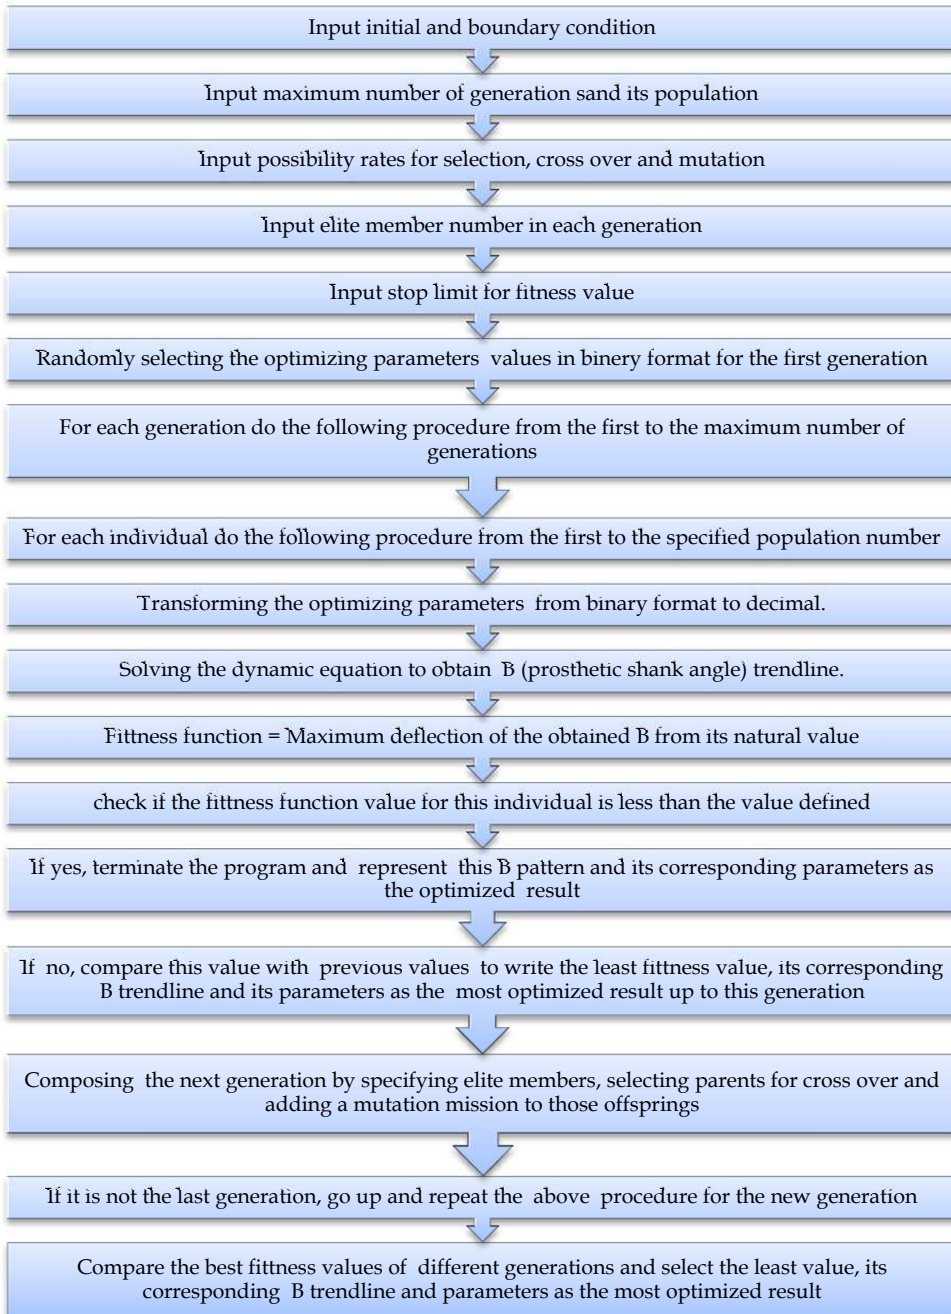 Input initial and boundary condition
Input maximum number of generation sand its population
Input possibility rates for selection, cross over and mutation
Input elite member number in each generation
Input stop limit for fitness value
Randomly selecting the optimizing parameters values in binery format for the first generation
For each generation do the following procedure from the first to the maximum number of
generations
For each individual do the following procedure from the first to the specified population number
Transforming the optimizing parameters from binary format to decimal.
Solving the dynamic equation to obtain B (prosthetic shank angle) trendline.
Fittness function = Maximum deflection of the obtained B from its natural value
check if the fittness function value for this individual is less than the value defined
If yes, terminate the program and represent this B pattern and its corresponding parameters as
the optimized result
If no, compare this value with previous values to write the least fittness value, its corresponding
B trendline and its parameters as the most optimized result up to this generation
Composing the next generation by specifying elite members, selecting parents for cross over and
adding a mutation mission to those offsprings
If it is not the last generation, go up and repeat the above procedure for the new generation
Compare the best fittness values of different generations and select the least value, its
corresponding B trendline and parameters as the most optimized result